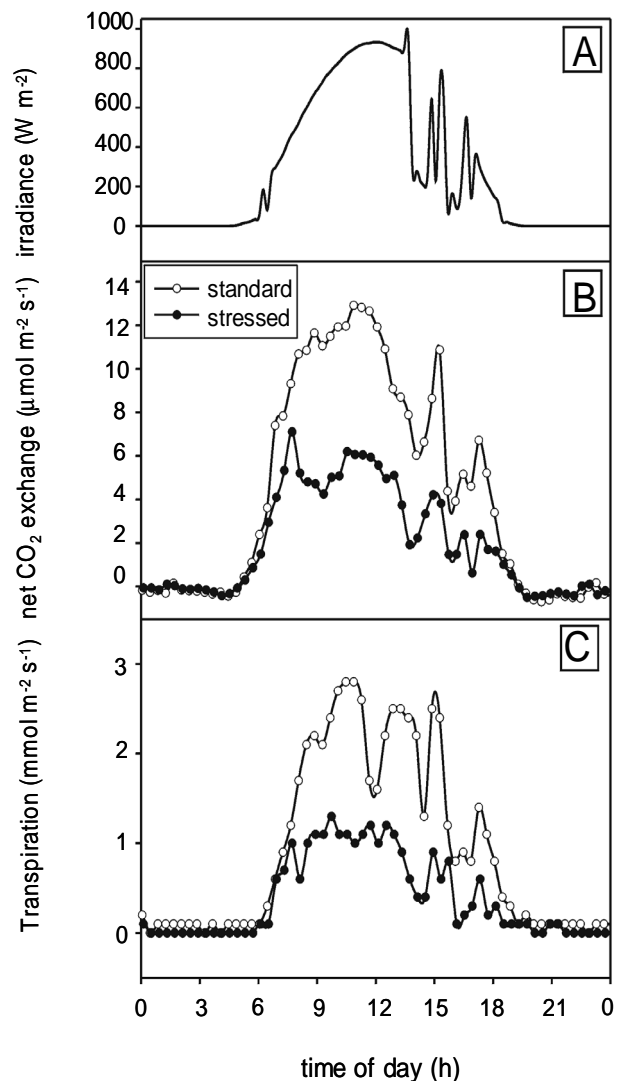 irradiance (W m-2)
1000
800
600
400
200
0
A
net CO2 exchange (μmol m-2 s-1)
14
12
10
8
6
4
2
0
standard
stressed
B
Transpiration (mmol m-2 s-1)
3
2
1
0
C
0 3 6 9 12 15 18 21 0
time of day (h)